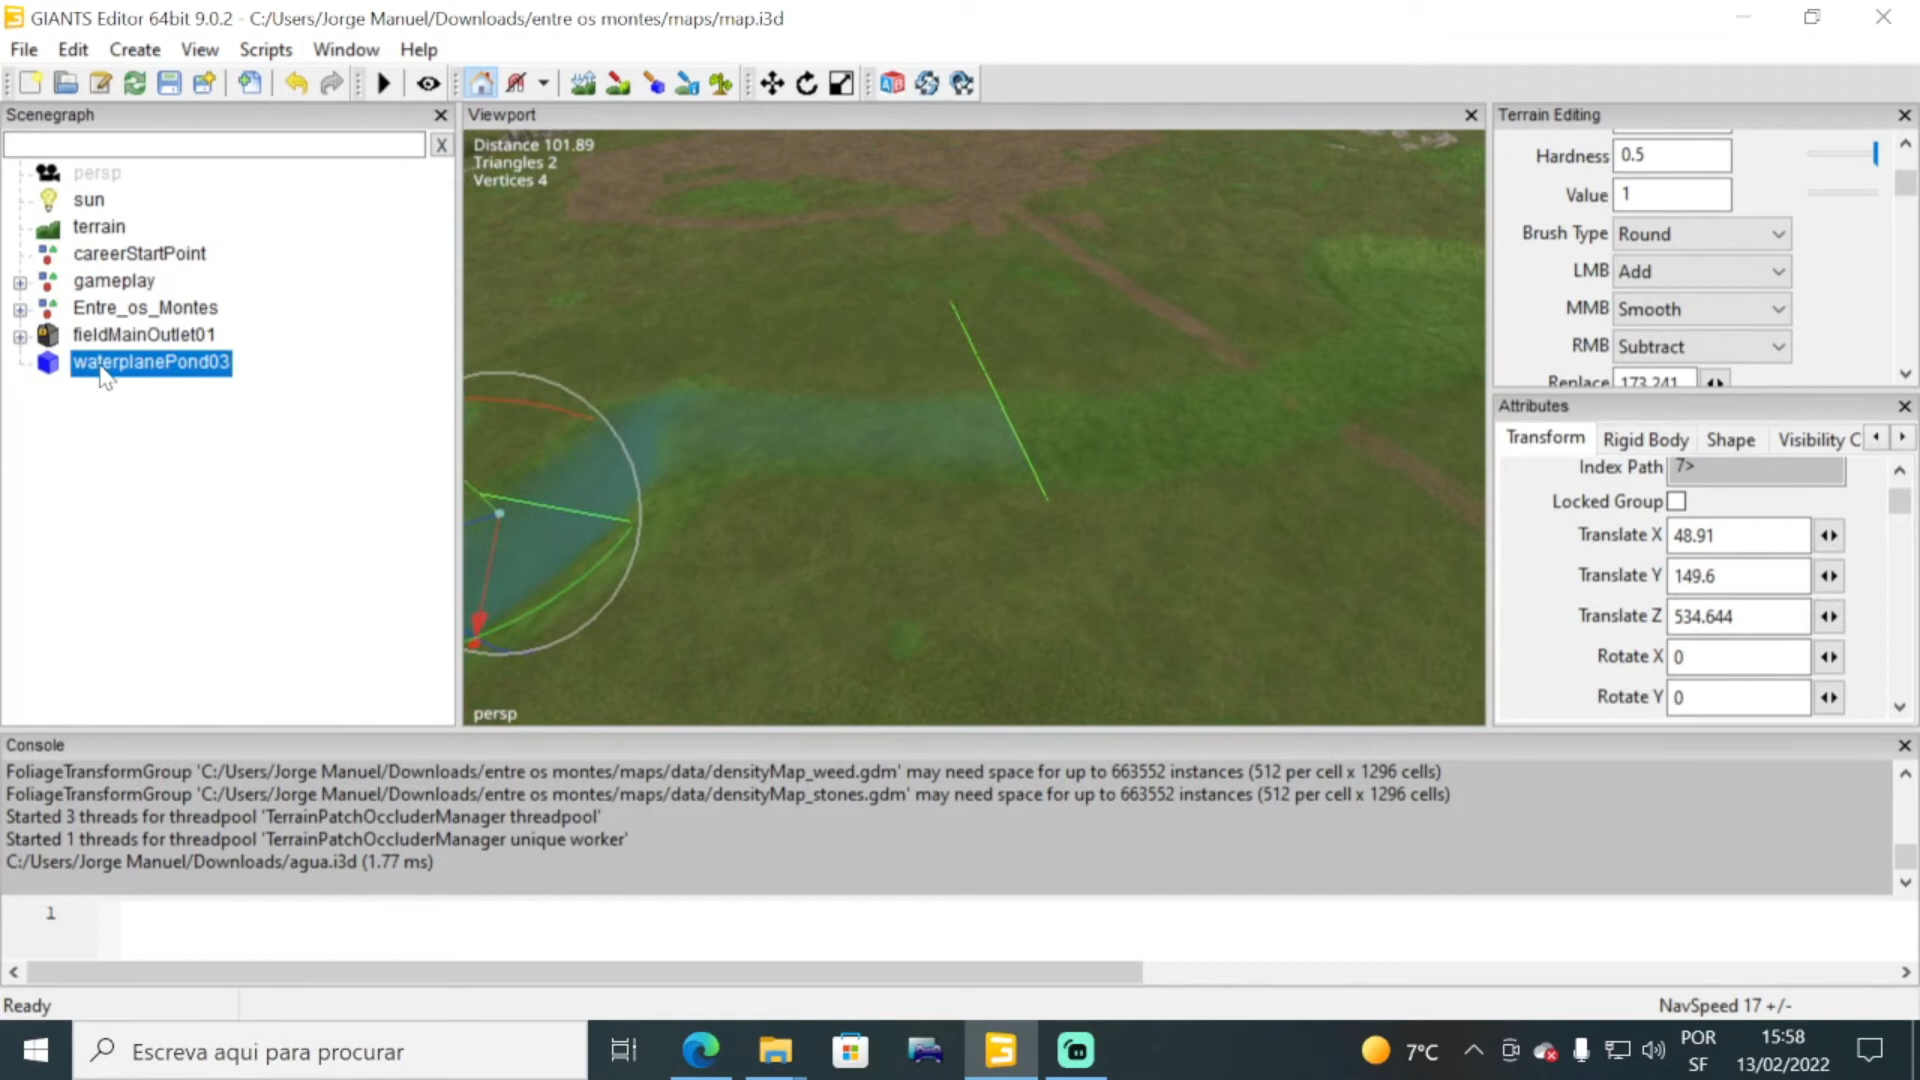 GIANTS Editor 64bit 9.0.2 - C:/Users/Jorge Manuel/Downloads/entre os montes/maps/map.i3d
File Edit Create View Scripts Window Help
Scenegraph
X
persp
sun
terrain
careerStartPoint
gameplay
Entre_os_Montes
fieldMainOutlet01
waterplanePond03
Viewport
Distance 101.89
Triangles 2
Vertices 4
persp
Terrain Editing
Hardness 0.5
Value 1
Brush Type Round
LMB Add
MMB Smooth
RMB Subtract
Replace 173.241
Attributes
Transform Rigid Body Shape Visibility C
Index Path 7>
Locked Group
Translate X 48.91
Translate Y 149.6
Translate Z 534.644
Rotate X 0
Rotate Y 0
Console
FoliageTransformGroup 'C:/Users/Jorge Manuel/Downloads/entre os montes/maps/data/densityMap_weed.gdm' may need space for up to 663552 instances (512 per cell x 1296 cells)
FoliageTransformGroup 'C:/Users/Jorge Manuel/Downloads/entre os montes/maps/data/densityMap_stones.gdm' may need space for up to 663552 instances (512 per cell x 1296 cells)
Started 3 threads for threadpool 'TerrainPatchOccluderManager threadpool'
Started 1 threads for threadpool 'TerrainPatchOccluderManager unique worker'
C:/Users/Jorge Manuel/Downloads/agua.i3d (1.77 ms)
1
Ready
NavSpeed 17 +/-
Escreva aqui para procurar
7°C
POR
SF
15:58
13/02/2022